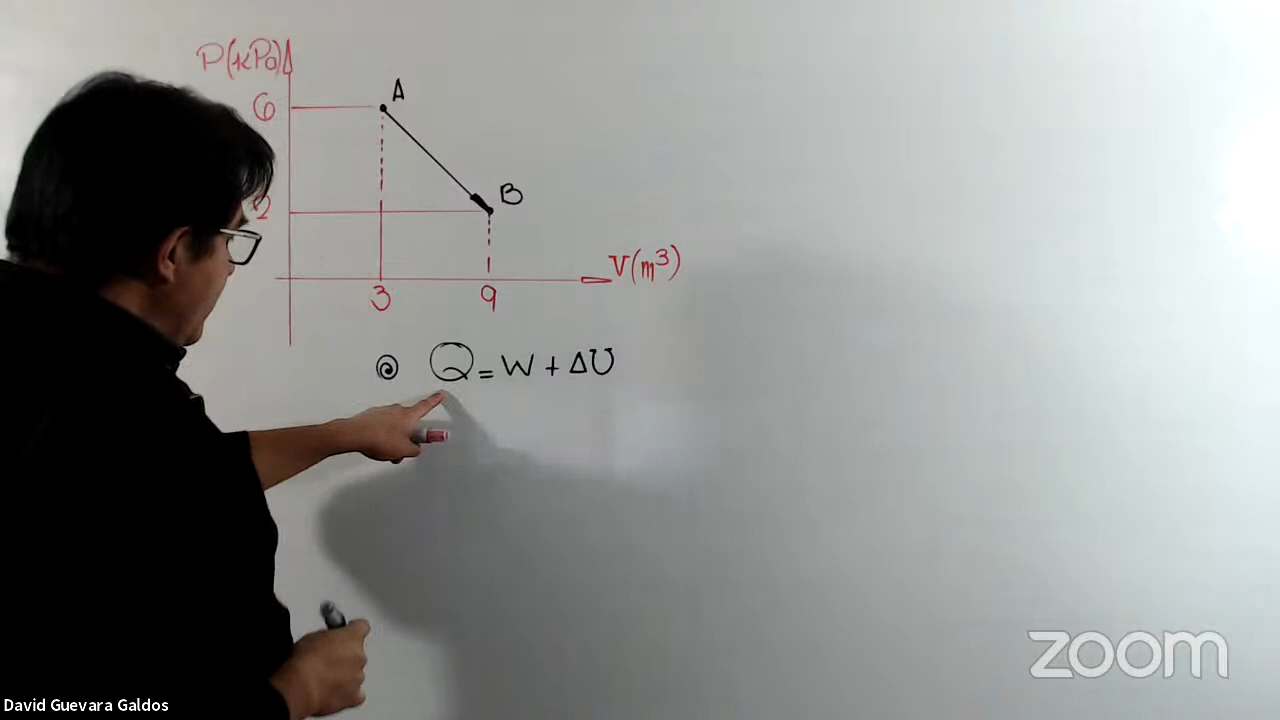 P(kPa)
A
6
B
2
V(m³)
3 9
@ Q = W + ΔU
zoom
David Guevara Galdos